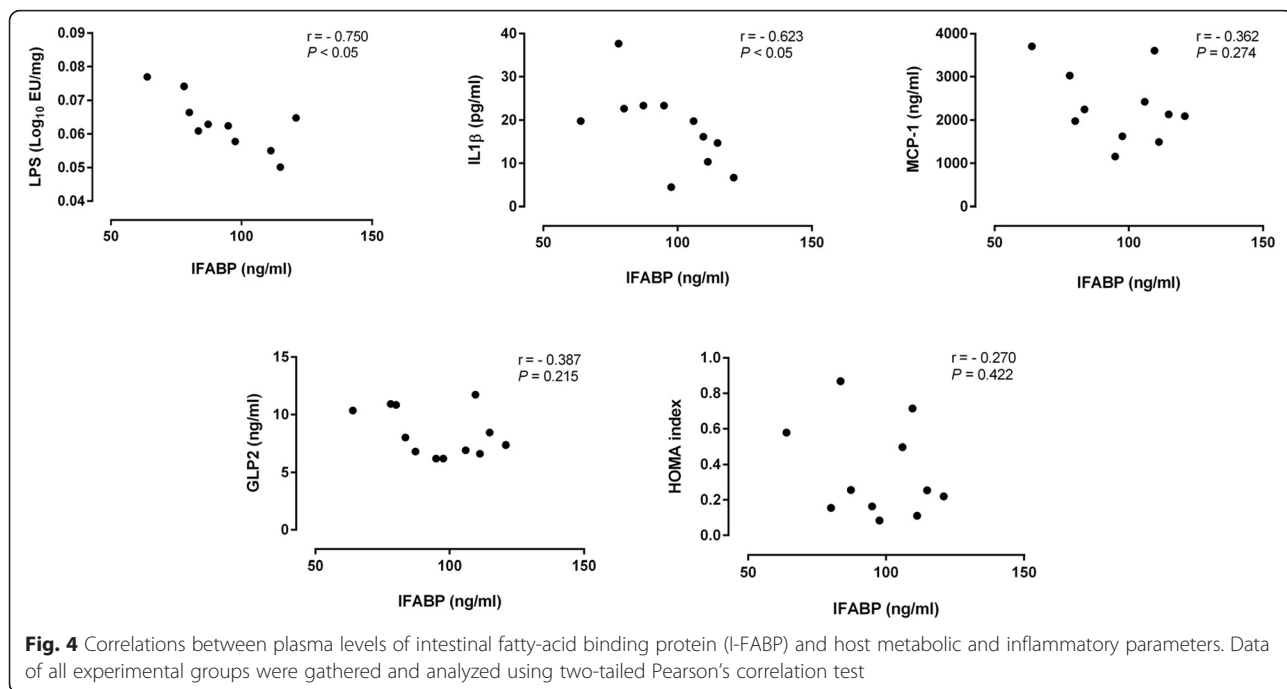 r = - 0.750
P < 0.05
0.09
0.08
0.07
0.06
0.05
0.04
LPS (Log10 EU/mg)
50 100 150
IFABP (ng/ml)
r = - 0.623
P < 0.05
40
30
20
10
0
IL1β (pg/ml)
50 100 150
IFABP (ng/ml)
r = - 0.362
P = 0.274
4000
3000
2000
1000
0
MCP-1 (ng/ml)
50 100 150
IFABP (ng/ml)
r = - 0.387
P = 0.215
15
10
5
0
GLP2 (ng/ml)
50 100 150
IFABP (ng/ml)
r = - 0.270
P = 0.422
1.0
0.8
0.6
0.4
0.2
0.0
HOMA index
50 100 150
IFABP (ng/ml)
Fig. 4 Correlations between plasma levels of intestinal fatty-acid binding protein (I-FABP) and host metabolic and inflammatory parameters. Data
of all experimental groups were gathered and analyzed using two-tailed Pearson's correlation test